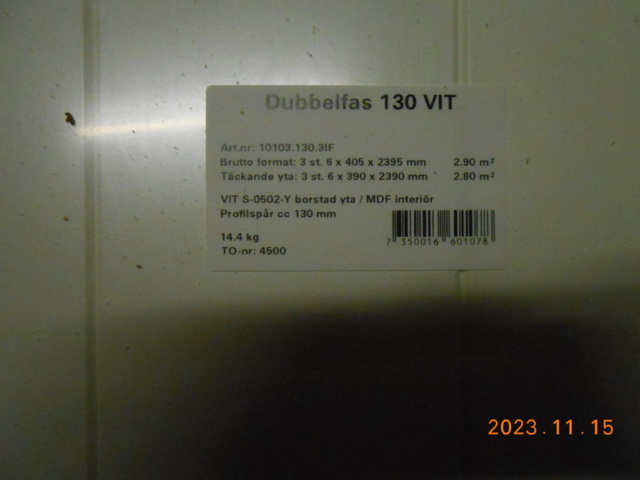 Dubbelfas 130 VIT
Art.nr: 10103.130.3IF
Brutto format: 3 st. 6 x 405 x 2395 mm 2.90 m²
Täckande yta: 3 st. 6 x 390 x 2390 mm 2.80 m²
VIT S-0502-Y borstad yta / MDF interiör
Profilspår cc 130 mm
14.4 kg
TO-nr: 4500
7 350016 601078
2023.11.15